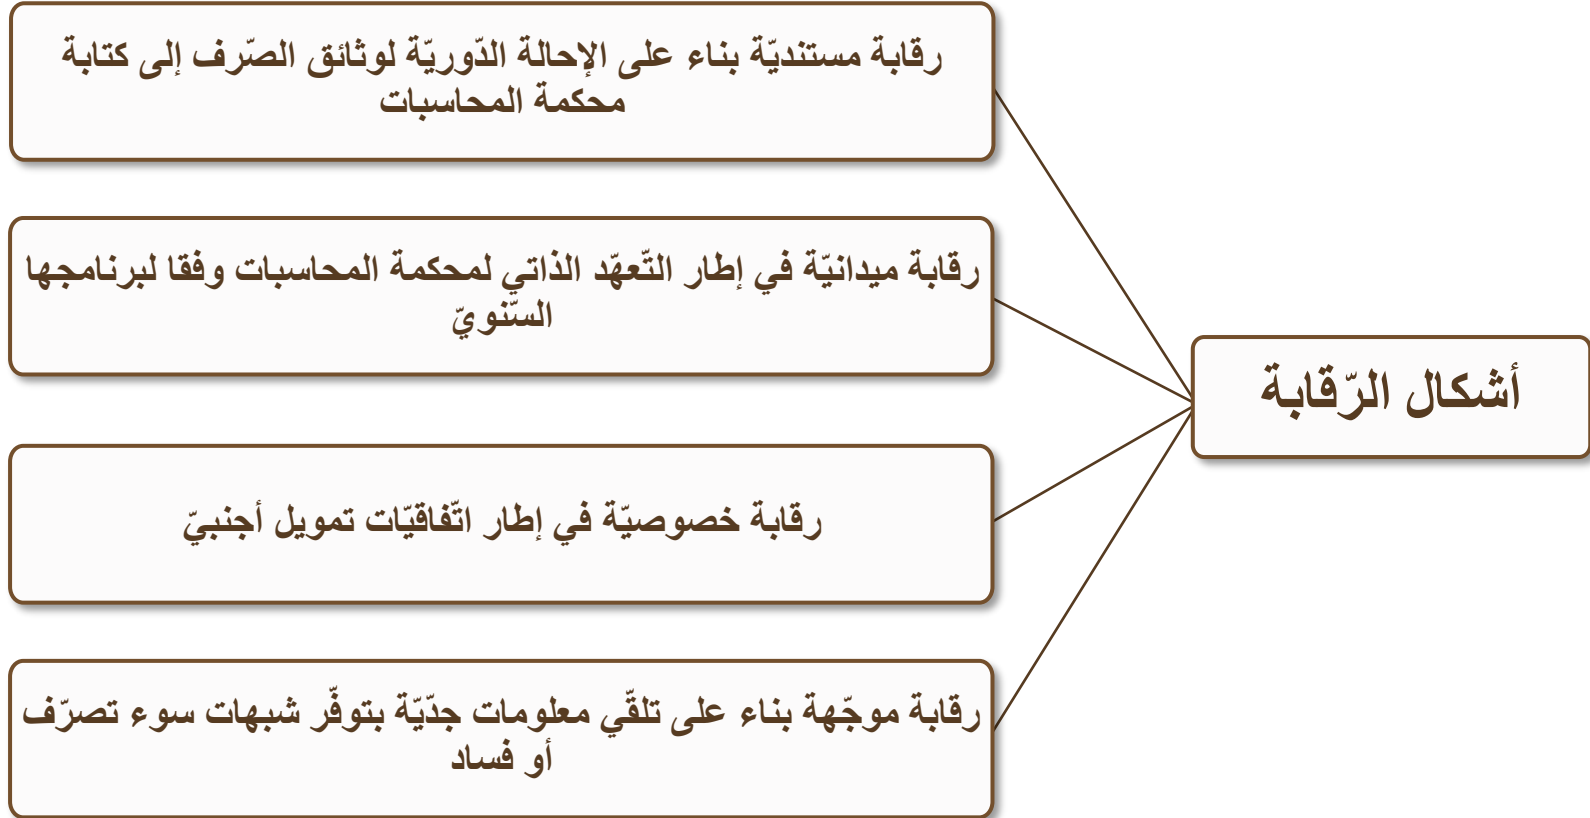 أشكال الرّقابة
رقابة مستنديّة بناء على الإحالة الدّوريّة لوثائق الصّرف إلى كتابة
محكمة المحاسبات
رقابة ميدانيّة في إطار التّعهّد الذاتي لمحكمة المحاسبات وفقا لبرنامجها
السّنويّ
رقابة خصوصيّة في إطار اتّفاقيّات تمويل أجنبيّ
رقابة موجّهة بناء على تلقّي معلومات جدّيّة بتوفّر شبهات سوء تصرّف
أو فساد